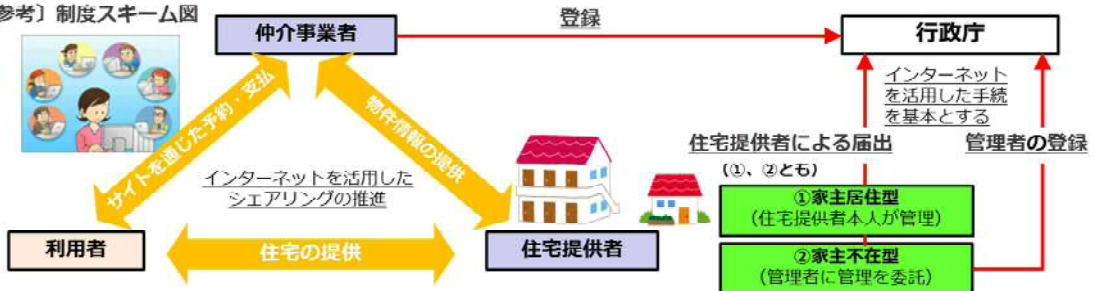 参考〕制度スキーム図
仲介事業者
登録
行政庁
インターネット
を活用した手続
を基本とする
サイトを通じた予約・支払
物件情報の提供
住宅提供者による届出
(①、②とも)
管理者の登録
インターネットを活用した
シェアリングの推進
①家主居住型
(住宅提供者本人が管理)
利用者
住宅の提供
住宅提供者
②家主不在型
(管理者に管理を委託)